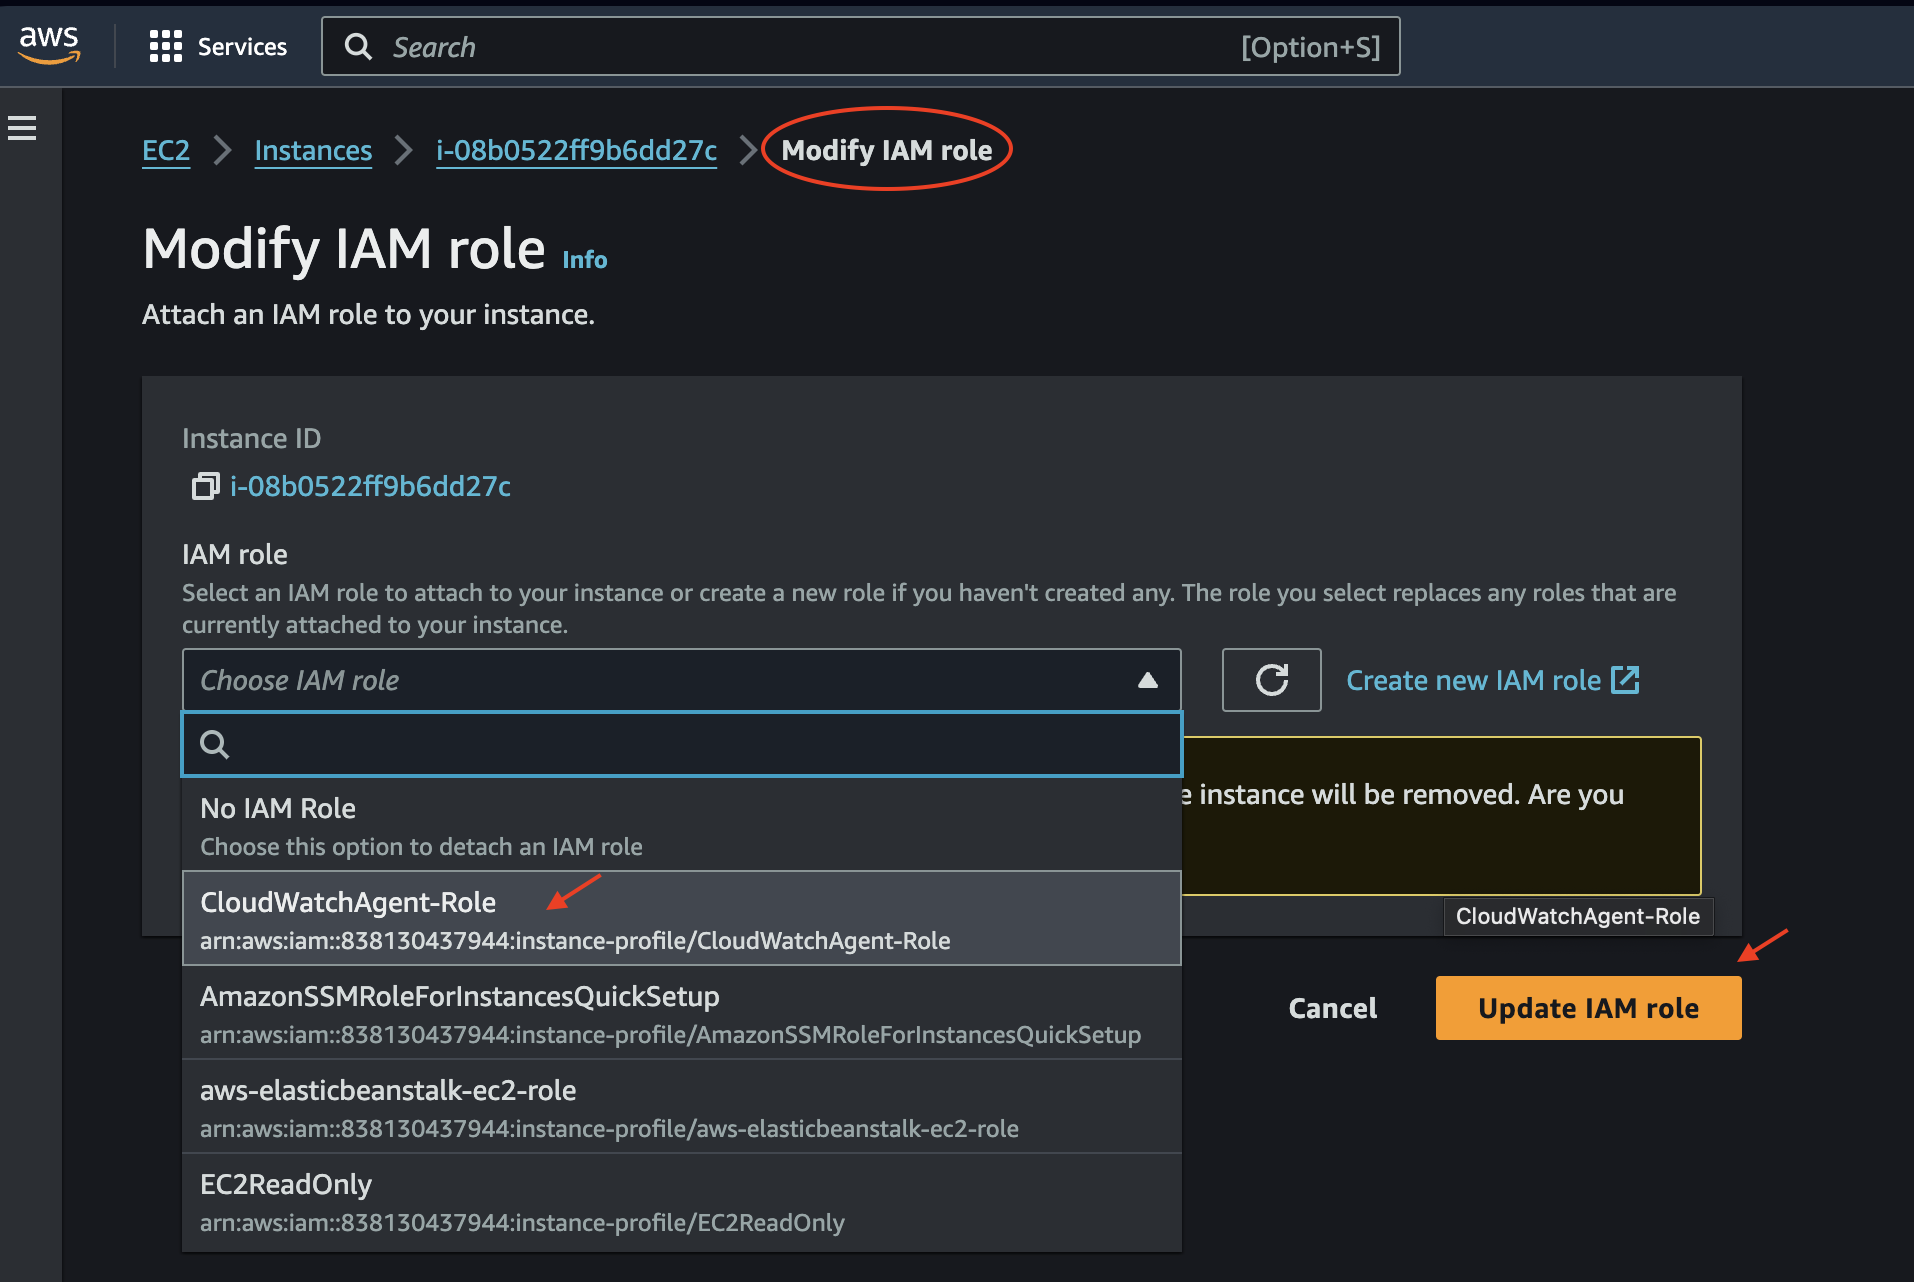 aws
Services
Search [Option+S]
EC2 Instances i-08b0522ff9b6dd27c Modify IAM role
Modify IAM role Info
Attach an IAM role to your instance.
Instance ID
i-08b0522ff9b6dd27c
IAM role
Select an IAM role to attach to your instance or create a new role if you haven't created any. The role you select replaces any roles that are
currently attached to your instance.
Choose IAM role
Create new IAM role
e instance will be removed. Are you
No IAM Role
Choose this option to detach an IAM role
CloudWatchAgent-Role
arn:aws:iam::838130437944:instance-profile/CloudWatchAgent-Role
CloudWatchAgent-Role
AmazonSSMRoleForInstancesQuickSetup
arn:aws:iam::838130437944:instance-profile/AmazonSSMRoleForInstancesQuickSetup
Cancel Update IAM role
aws-elasticbeanstalk-ec2-role
arn:aws:iam::838130437944:instance-profile/aws-elasticbeanstalk-ec2-role
EC2ReadOnly
arn:aws:iam::838130437944:instance-profile/EC2ReadOnly